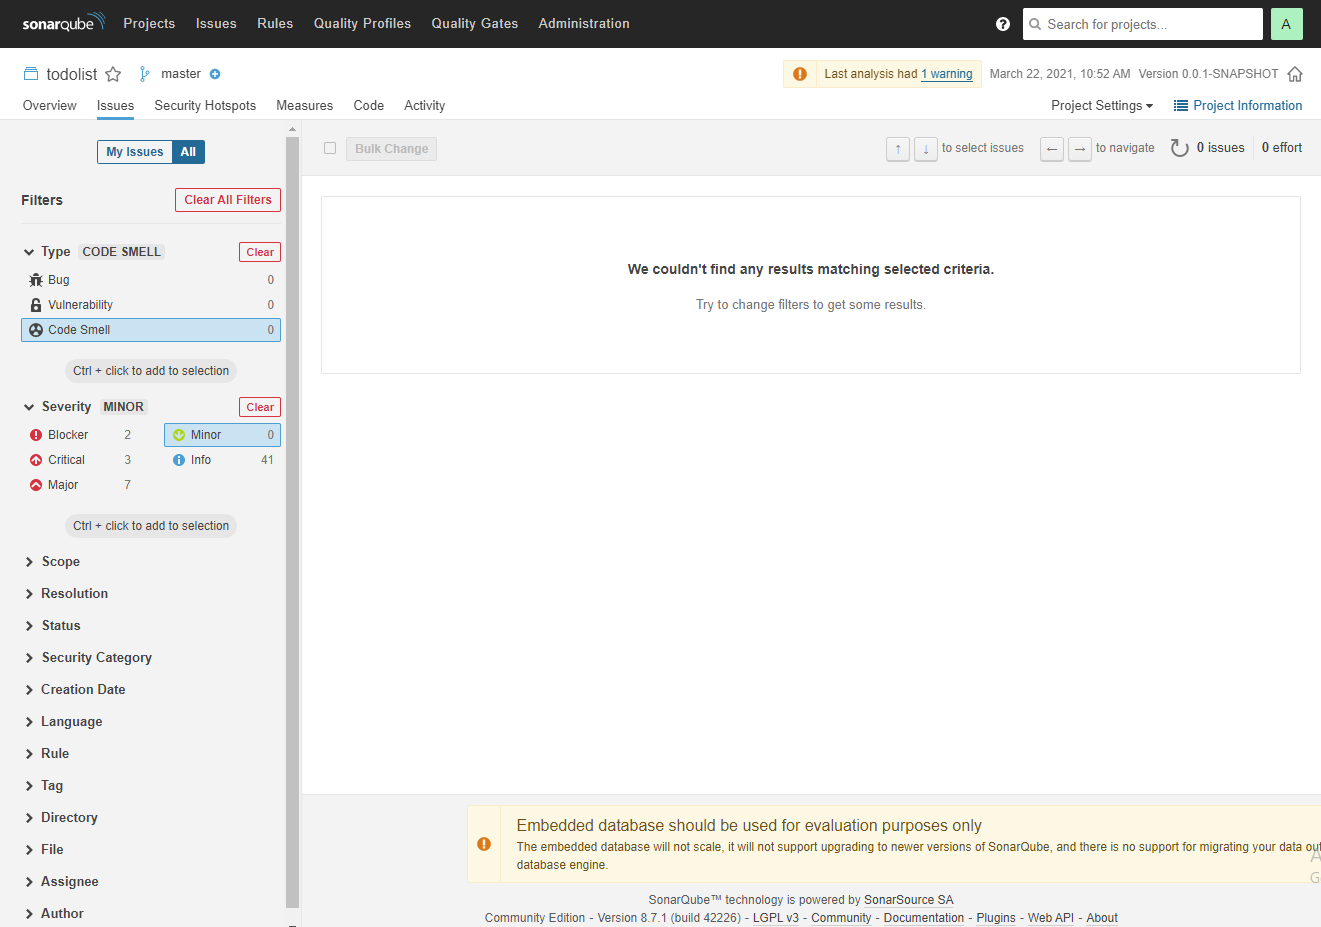 sonarqube Projects Issues Rules Quality Profiles Quality Gates Administration ? Search for projects... A
todolist master Last analysis had 1 warning March 22, 2021, 10:52 AM Version 0.0.1-SNAPSHOT
Overview Issues Security Hotspots Measures Code Activity Project Settings Project Information
My Issues All
Bulk Change ↑ ↓ to select issues ← → to navigate 0 issues 0 effort
Filters Clear All Filters
Type CODE SMELL Clear
Bug 0
Vulnerability 0
Code Smell 0
Ctrl + click to add to selection
Severity MINOR Clear
Blocker 2 Minor 0
Critical 3 Info 41
Major 7
Ctrl + click to add to selection
Scope
Resolution
Status
Security Category
Creation Date
Language
Rule
Tag
Directory
File
Assignee
Author
We couldn't find any results matching selected criteria.
Try to change filters to get some results.
Embedded database should be used for evaluation purposes only
The embedded database will not scale, it will not support upgrading to newer versions of SonarQube, and there is no support for migrating your data out
database engine.
SonarQube™ technology is powered by SonarSource SA
Community Edition - Version 8.7.1 (build 42226) - LGPL v3 - Community - Documentation - Plugins - Web API - About